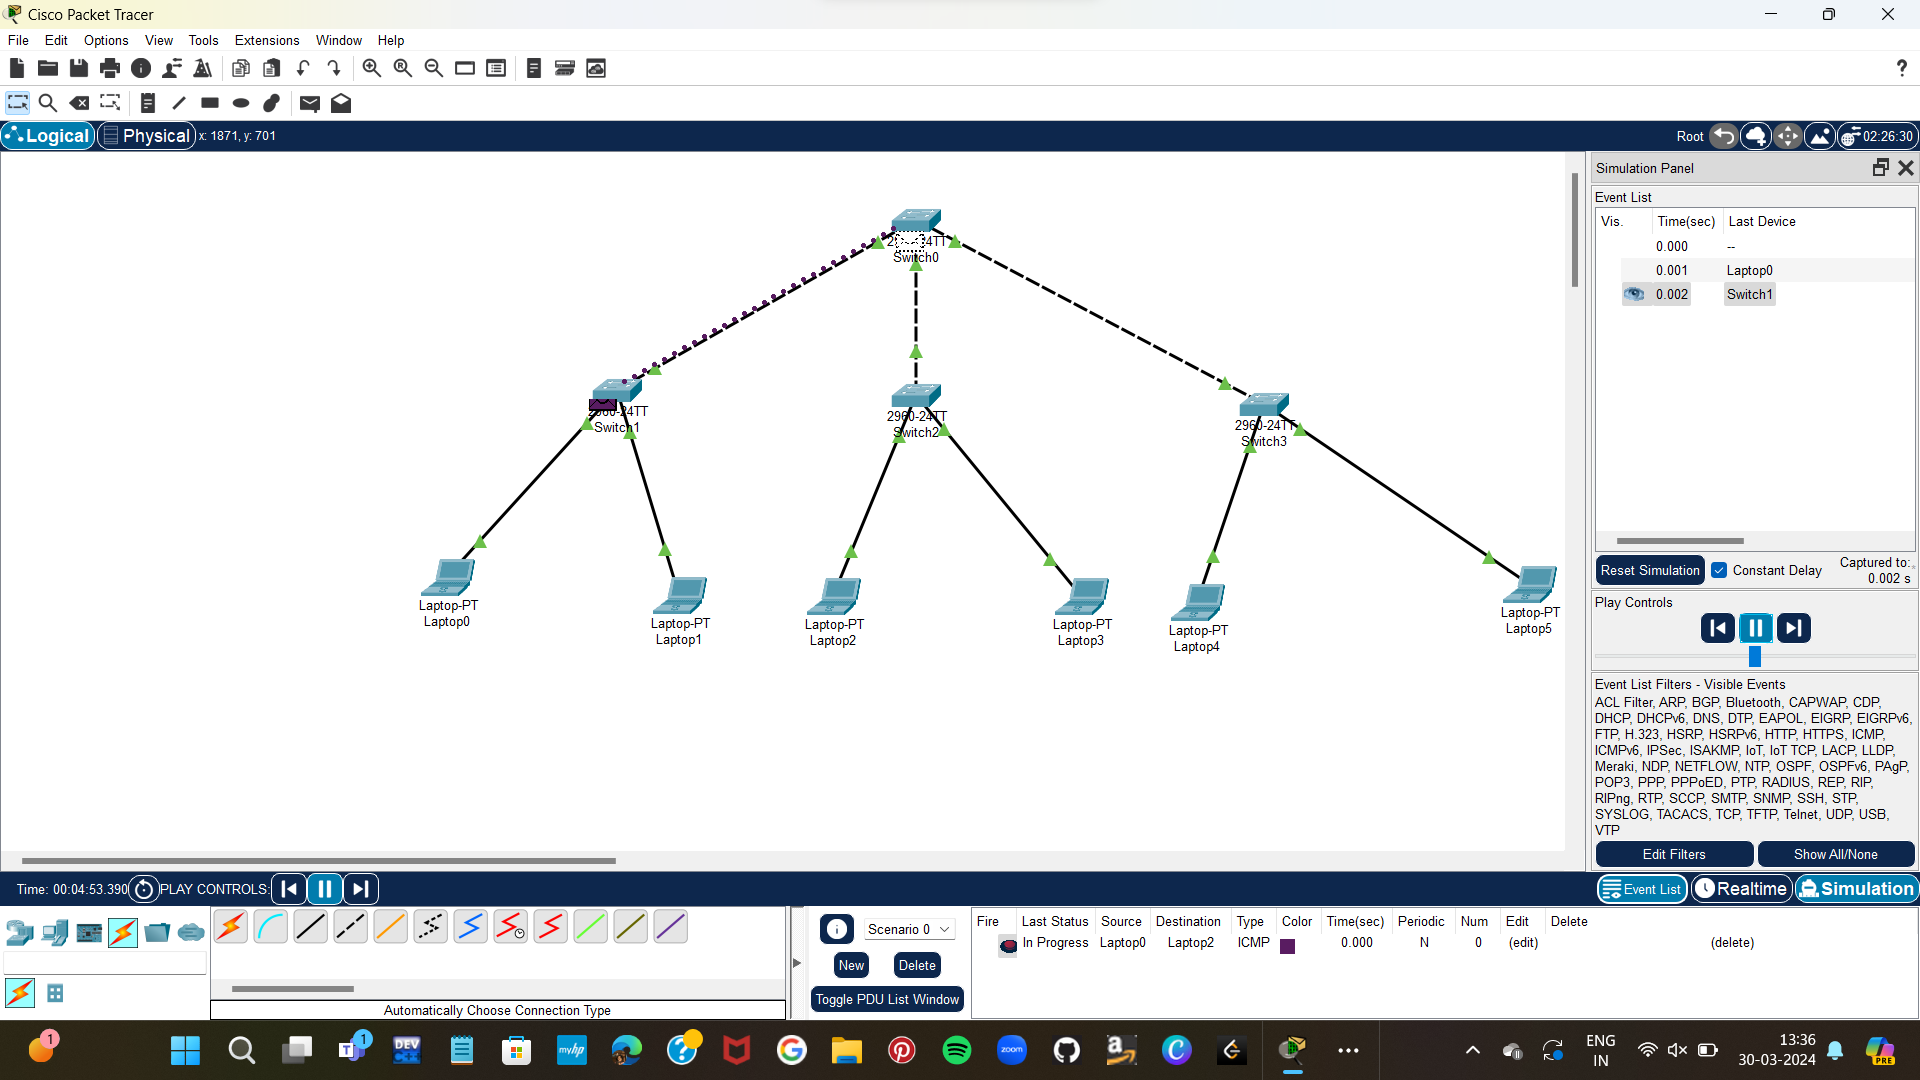 Cisco Packet Tracer
File Edit Options View Tools Extensions Window Help
?
Logical Physical x: 1871, y: 701
Root 02:26:30
Simulation Panel
Event List
Vis. Time(sec) Last Device
0.000 --
0.001 Laptop0
0.002 Switch1
24TT
Switch0
2960-24TT
Switch1
2960-24TT
Switch2
2960-24TT
Switch3
Laptop-PT
Laptop0
Laptop-PT
Laptop1
Laptop-PT
Laptop2
Laptop-PT
Laptop3
Laptop-PT
Laptop4
Laptop-PT
Laptop5
Reset Simulation Constant Delay Captured to:
0.002 s
Play Controls
Event List Filters - Visible Events
ACL Filter, ARP, BGP, Bluetooth, CAPWAP, CDP,
DHCP, DHCPv6, DNS, DTP, EAPOL, EIGRP, EIGRPv6,
FTP, H.323, HSRP, HSRPv6, HTTP, HTTPS, ICMP,
ICMPv6, IPSec, ISAKMP, IoT, IoT TCP, LACP, LLDP,
Meraki, NDP, NETFLOW, NTP, OSPF, OSPFv6, PAgP,
POP3, PPP, PPPoED, PTP, RADIUS, REP, RIP,
RIPng, RTP, SCCP, SMTP, SNMP, SSH, STP,
SYSLOG, TACACS, TCP, TFTP, Telnet, UDP, USB,
VTP
Edit Filters Show All/None
Time: 00:04:53.390 PLAY CONTROLS:
Event List Realtime Simulation
Scenario 0
New Delete
Toggle PDU List Window
Fire Last Status Source Destination Type Color Time(sec) Periodic Num Edit Delete
In Progress Laptop0 Laptop2 ICMP 0.000 N 0 (edit) (delete)
Automatically Choose Connection Type
1
1
DEV
C++
myhp
zoom
ENG
IN
13:36
30-03-2024
PRE